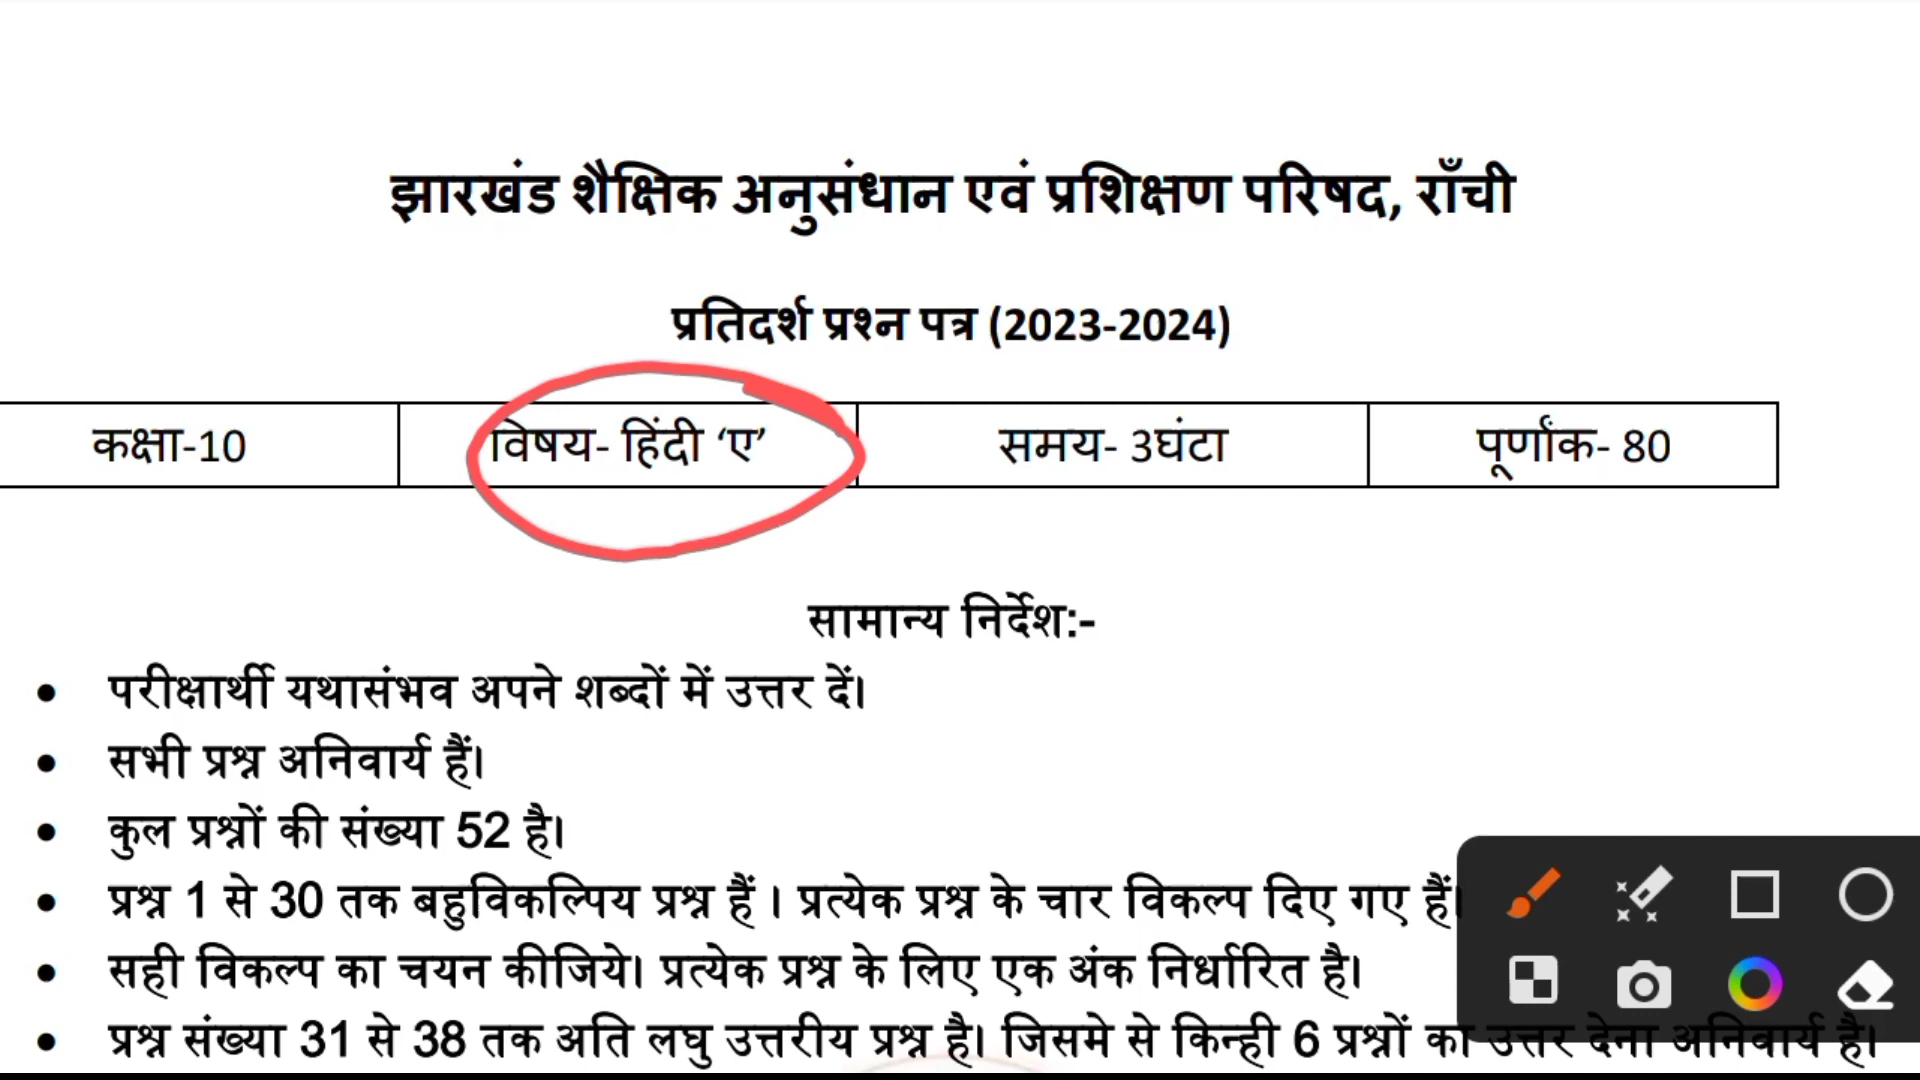 झारखंड शैक्षिक अनुसंधान एवं प्रशिक्षण परिषद, राँची
प्रतिदर्श प्रश्न पत्र (2023-2024)
कक्षा-10 विषय- हिंदी ‘ए’ समय- 3घंटा पूर्णांक- 80
सामान्य निर्देश:-
• परीक्षार्थी यथासंभव अपने शब्दों में उत्तर दें।
• सभी प्रश्न अनिवार्य हैं।
• कुल प्रश्नों की संख्या 52 है।
• प्रश्न 1 से 30 तक बहुविकल्पिय प्रश्न हैं । प्रत्येक प्रश्न के चार विकल्प दिए गए हैं।
• सही विकल्प का चयन कीजिये। प्रत्येक प्रश्न के लिए एक अंक निर्धारित है।
• प्रश्न संख्या 31 से 38 तक अति लघु उत्तरीय प्रश्न है। जिसमे से किन्ही 6 प्रश्नों का उत्तर देना अनिवार्य है।